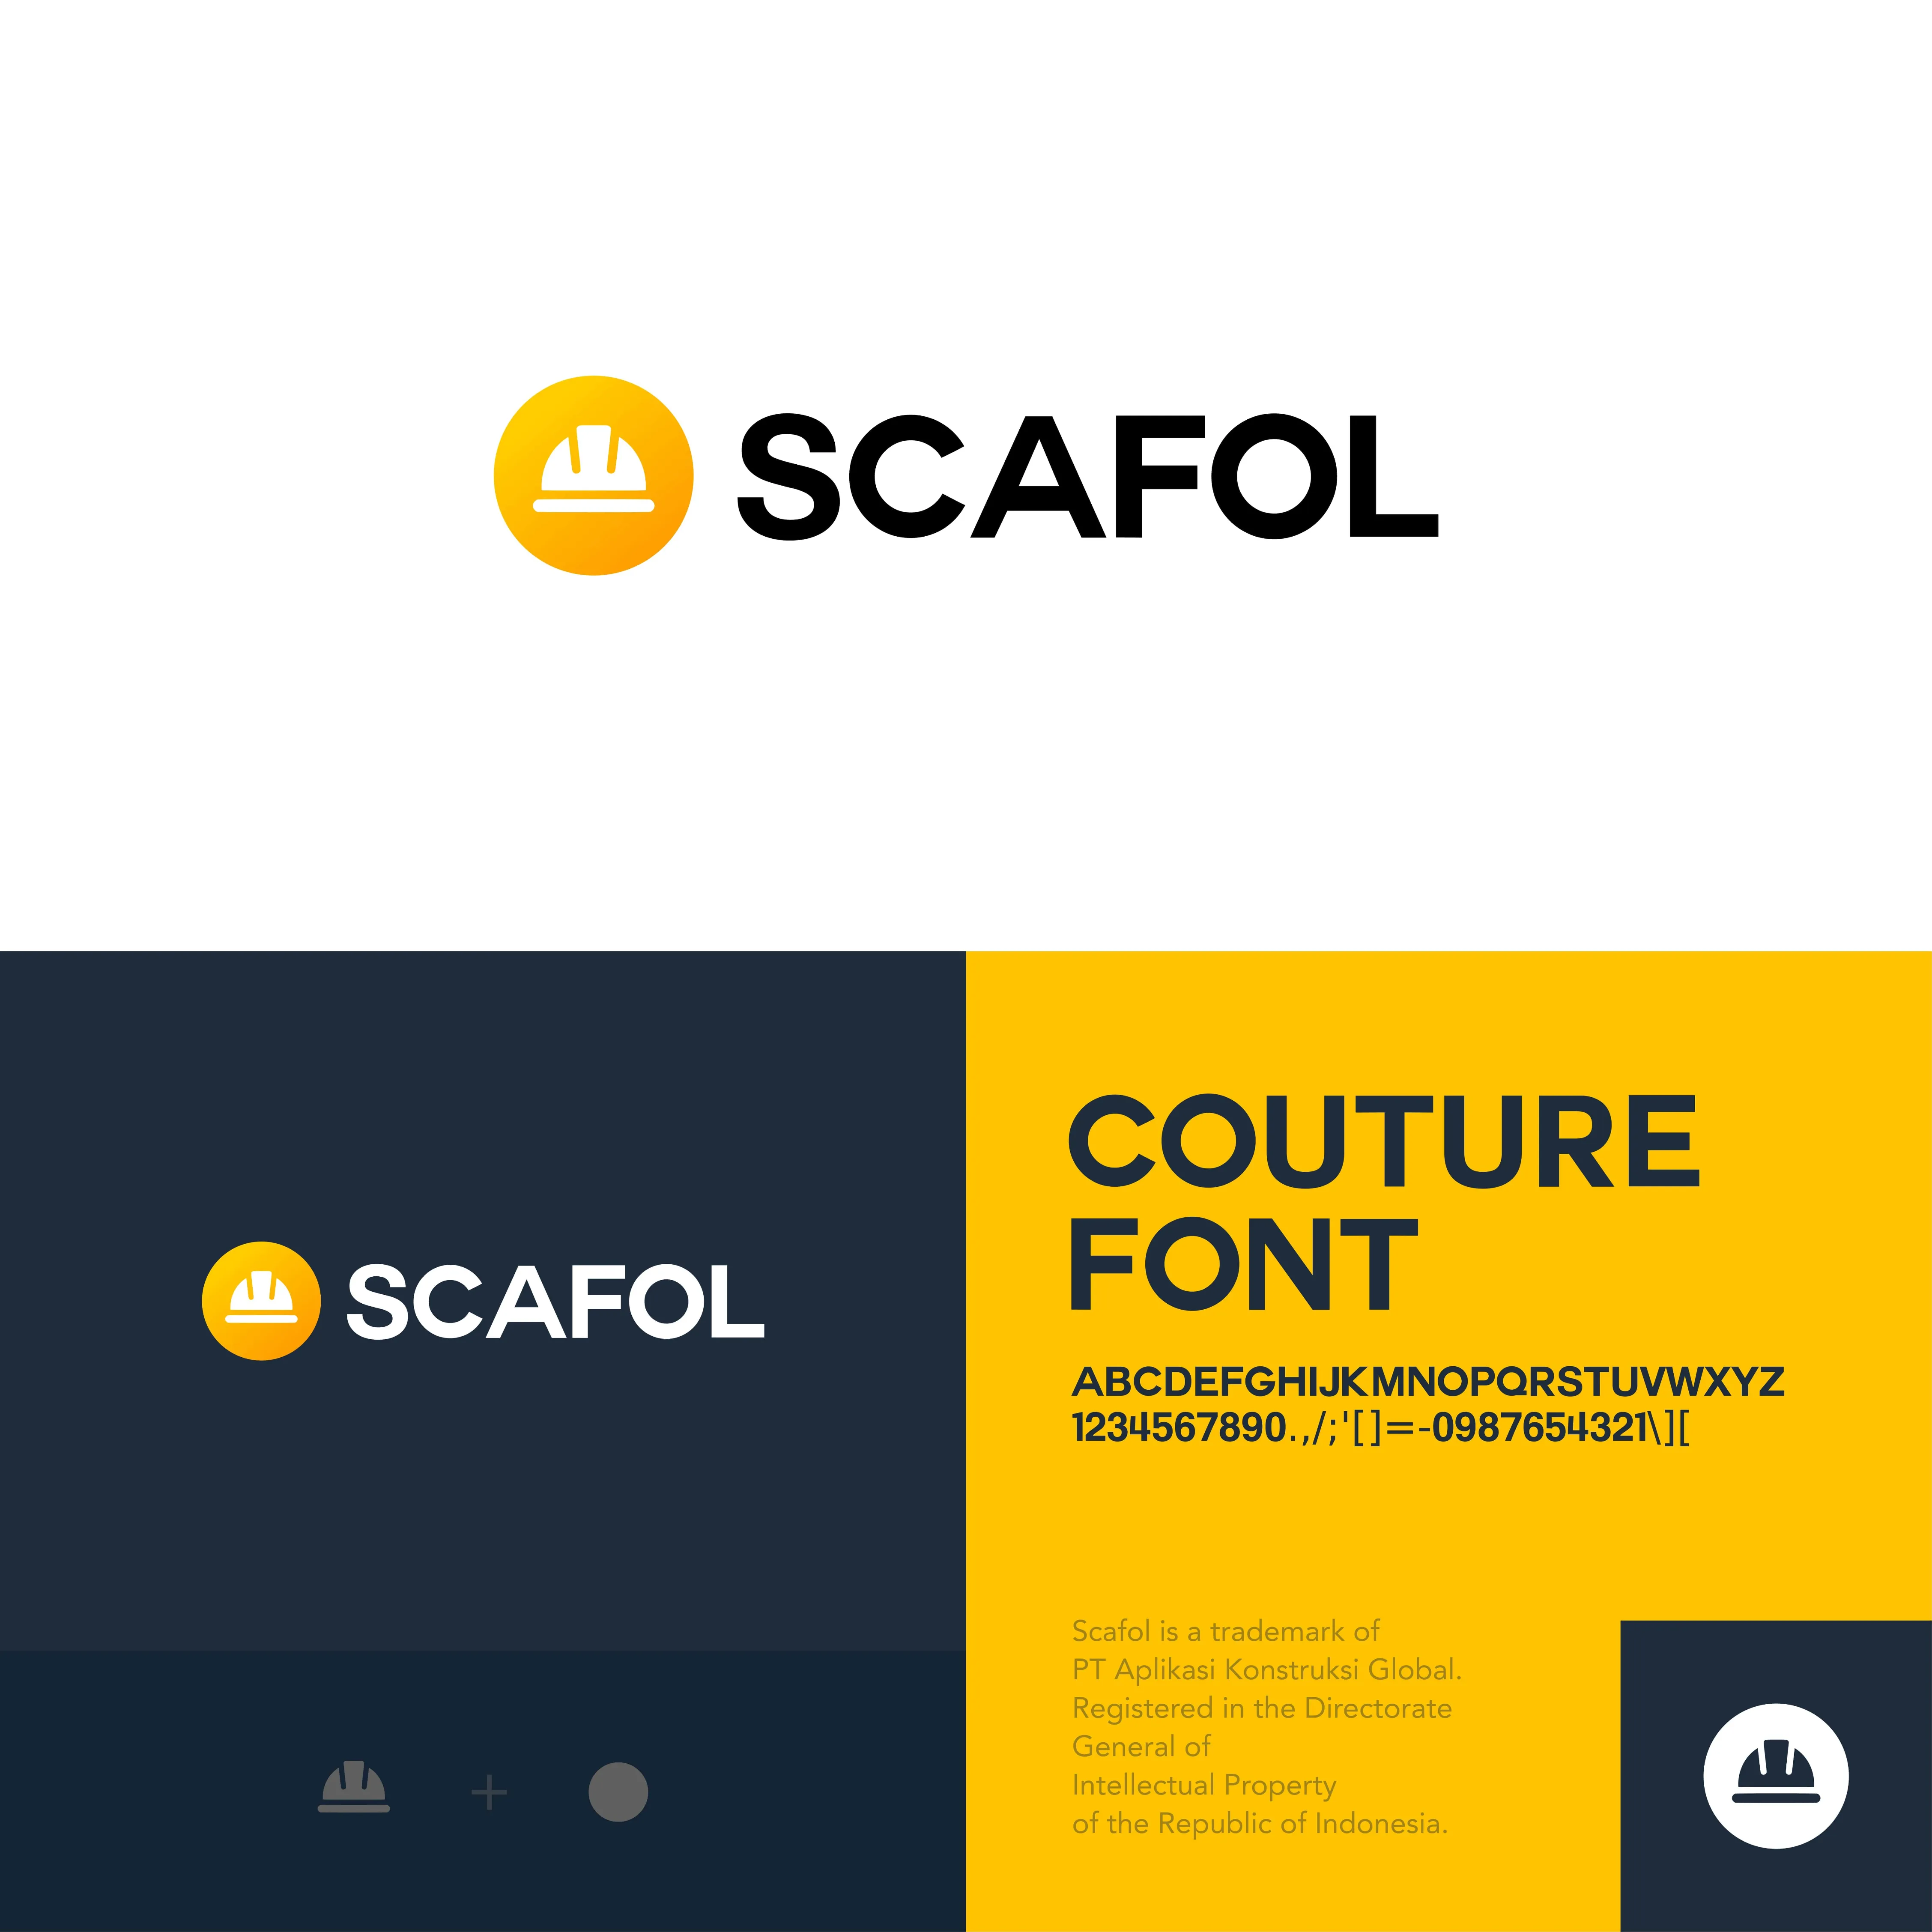 SCAFOL
SCAFOL
COUTURE
FONT
ABCDEFGHIJKMNOPQRSTUVWXYZ
1234567890.,/;'[]=-0987654321\][
Scafol is a trademark of
PT Aplikasi Konstruksi Global.
Registered in the Directorate
General of
Intellectual Property
of the Republic of Indonesia.
+